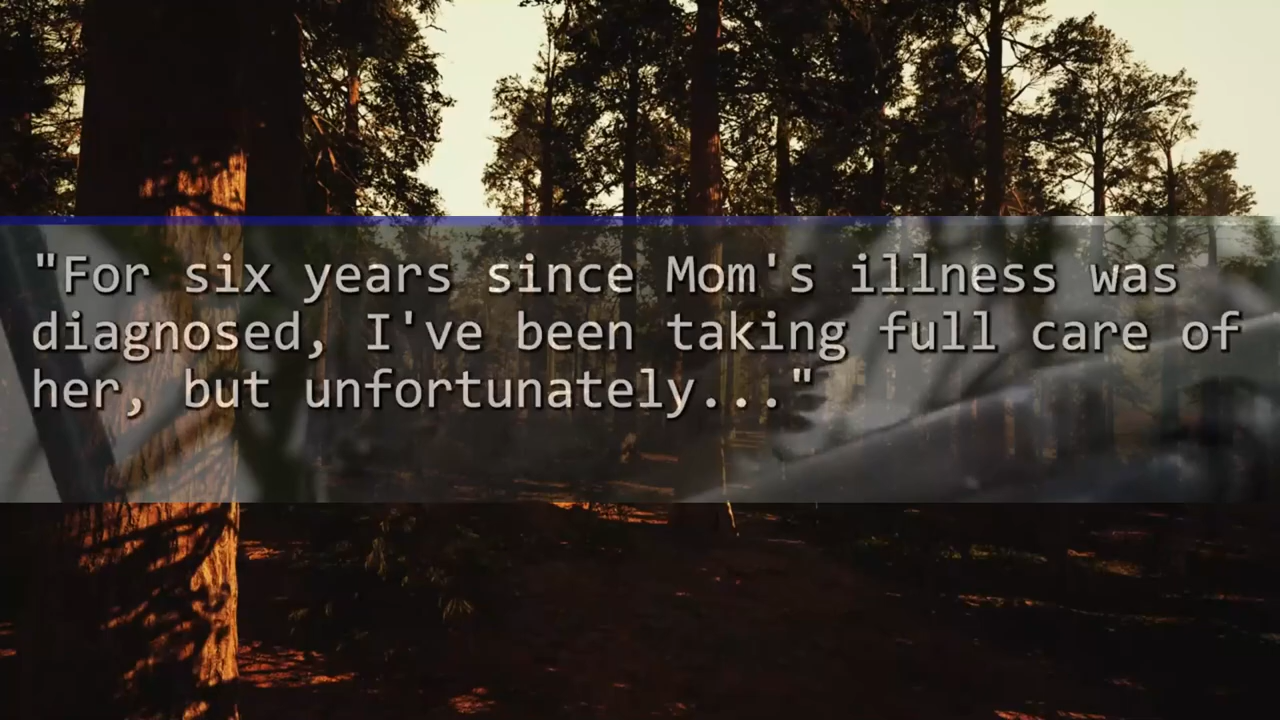 "For six years since Mom's illness was
diagnosed, I've been taking full care of
her, but unfortunately..."